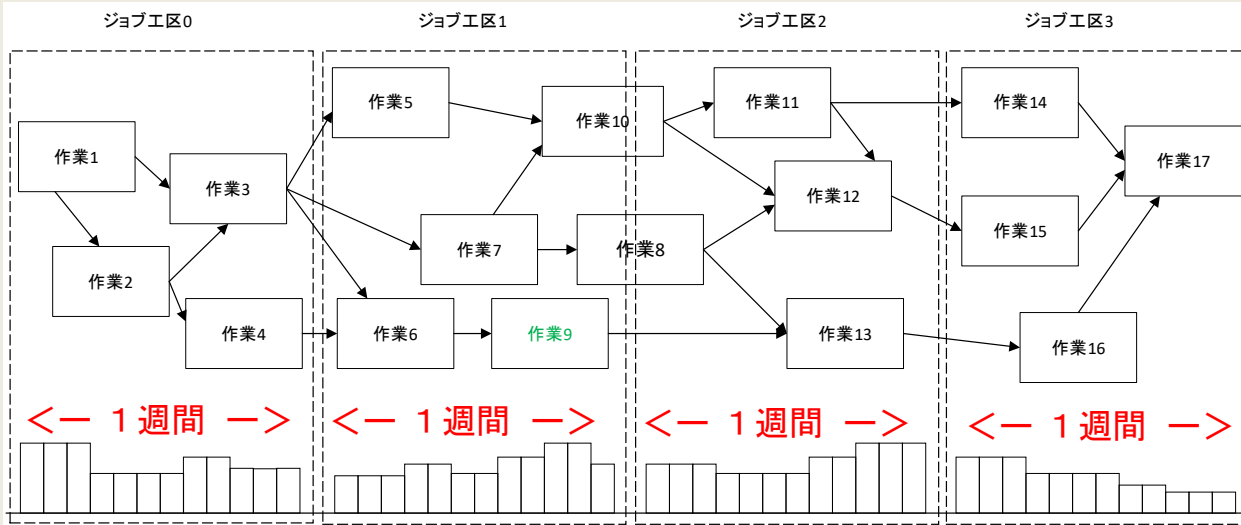 ジョブ工区0
ジョブ工区1
ジョブ工区2
ジョブ工区3
作業1
作業2
作業3
作業4
作業5
作業6
作業7
作業8
作業9
作業10
作業11
作業12
作業13
作業14
作業15
作業16
作業17
<ー 1週間 ー>
<ー 1週間 ー>
<ー 1週間 ー>
<ー 1週間 ー>